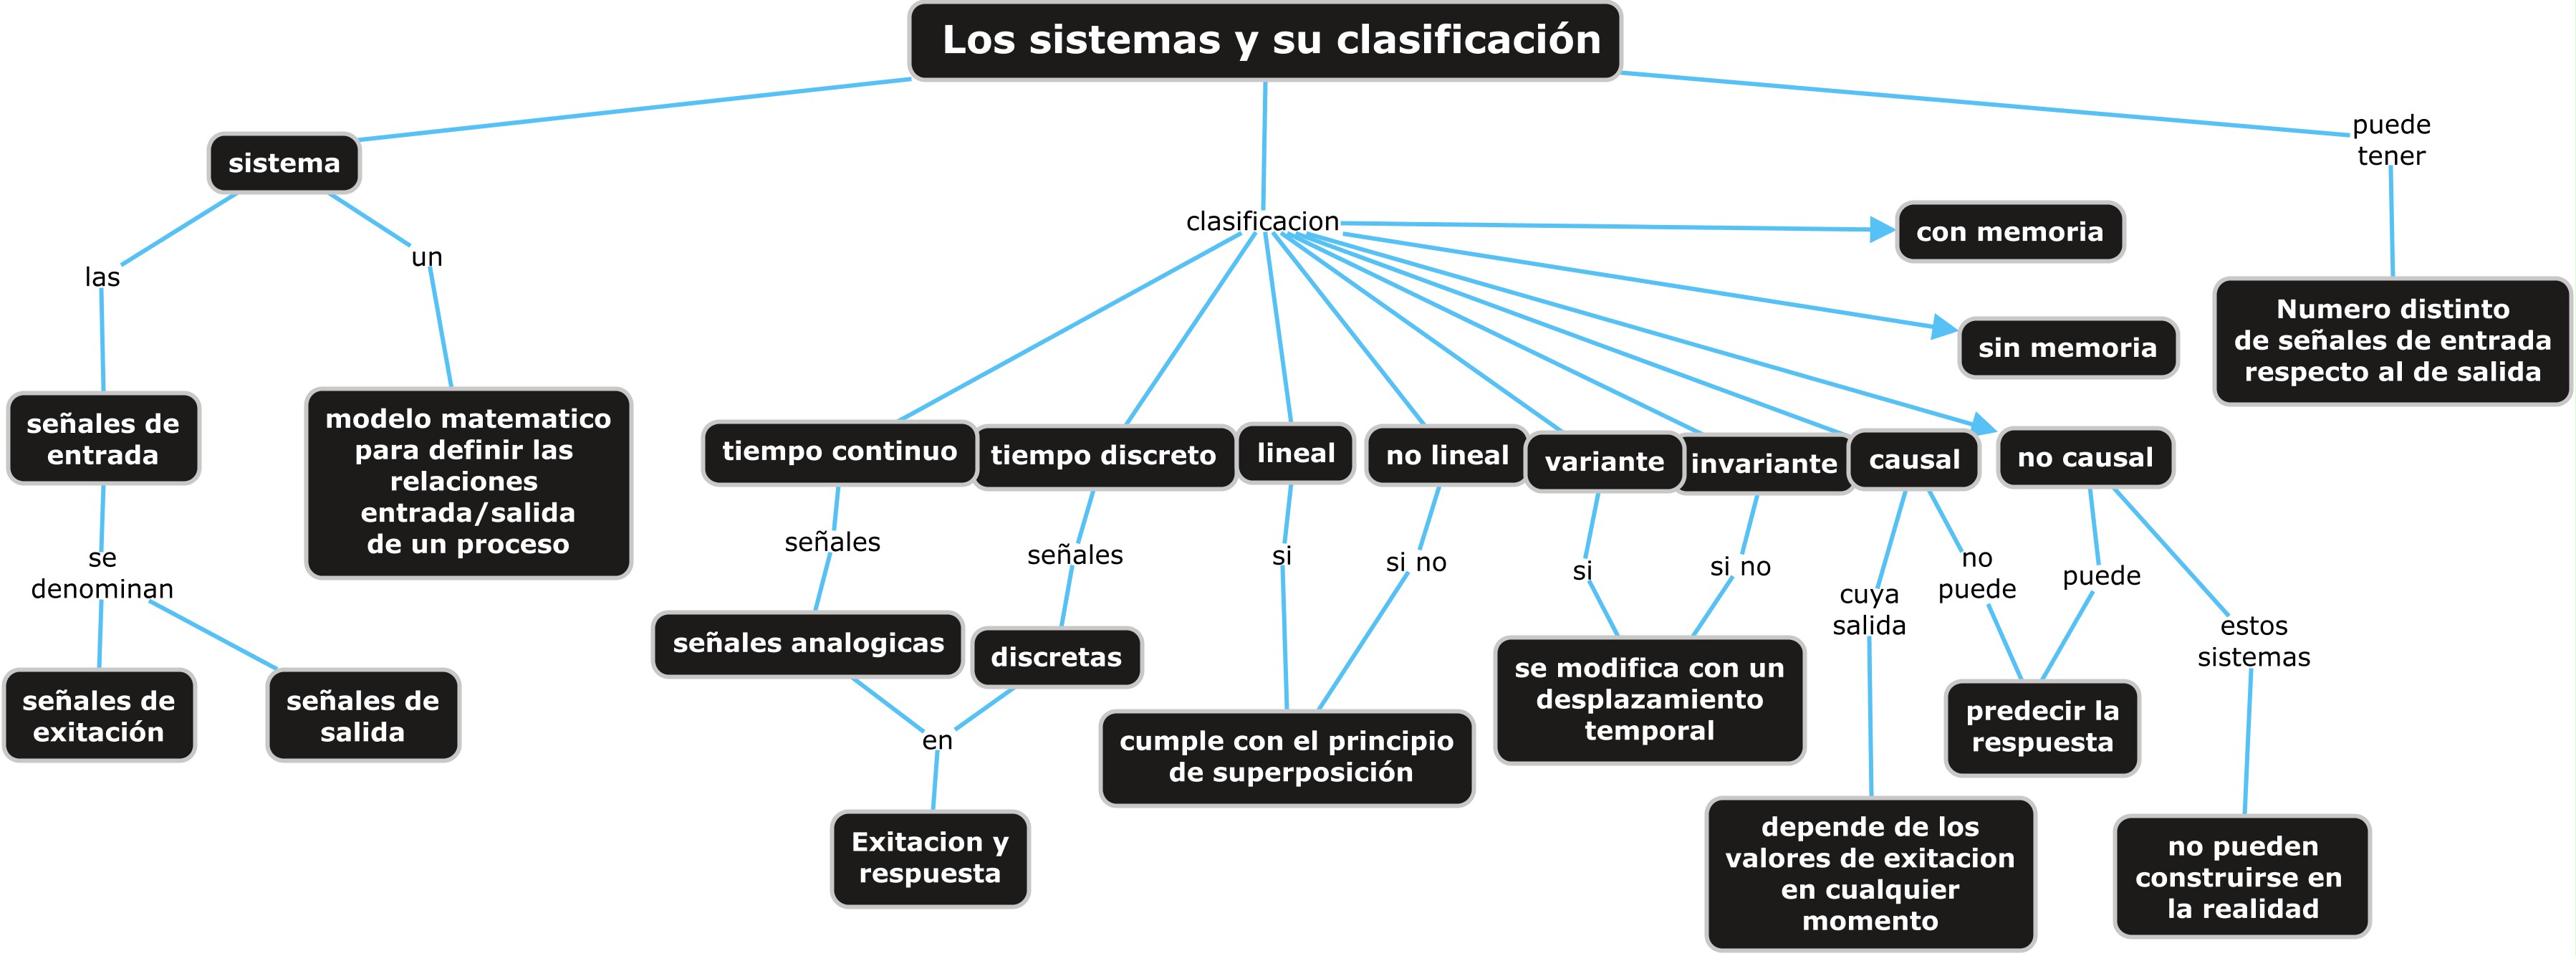 Los sistemas y su clasificación
puede
tener
sistema
clasificacion
con memoria
las
un
Numero distinto
de señales de entrada
respecto al de salida
sin memoria
señales de
entrada
modelo matematico
para definir las
relaciones
entrada/salida
de un proceso
tiempo continuo
tiempo discreto
lineal
no lineal
variante
invariante
causal
no causal
se
denominan
señales
señales
si
si no
si
si no
cuya
salida
no
puede
puede
estos
sistemas
señales de
exitación
señales de
salida
señales analogicas
discretas
se modifica con un
desplazamiento
temporal
predecir la
respuesta
en
cumple con el principio
de superposición
Exitacion y
respuesta
depende de los
valores de exitacion
en cualquier
momento
no pueden
construirse en
la realidad